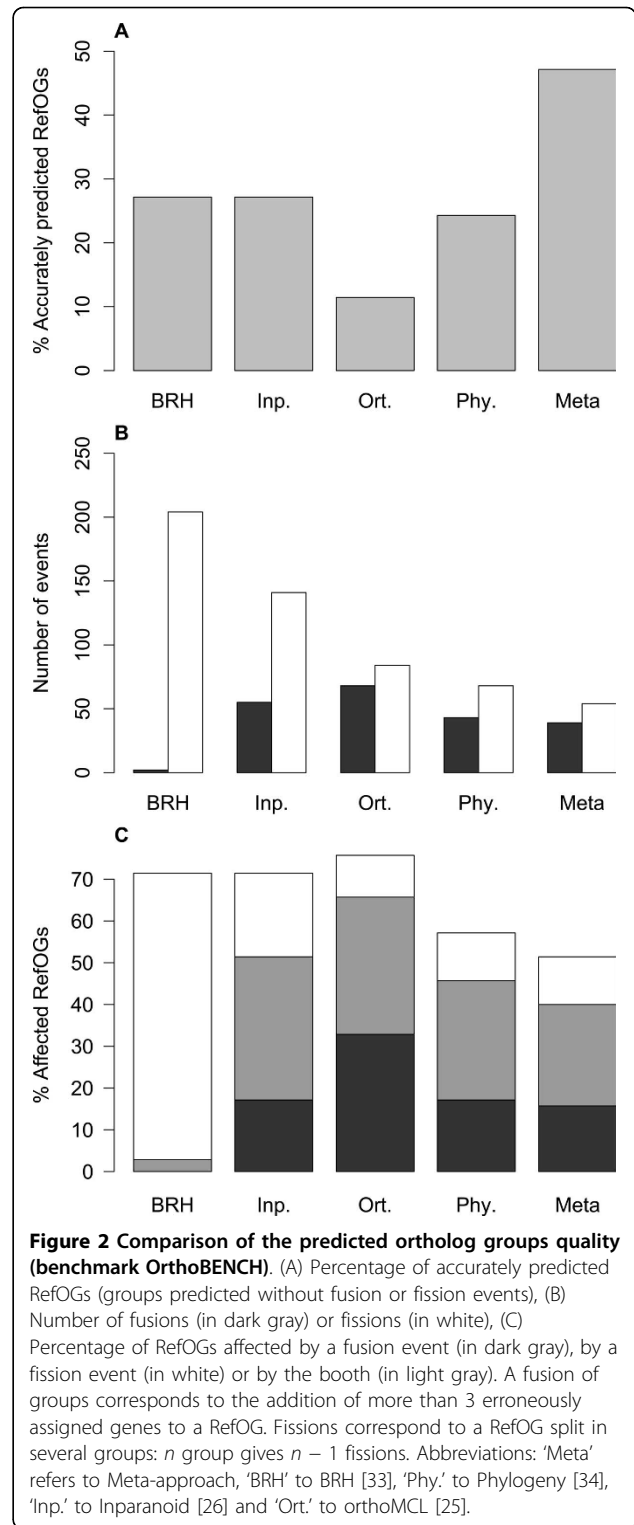 A
% Accurately predicted RefOGs
50
40
30
20
10
0
BRH Inp. Ort. Phy. Meta
B
Number of events
250
200
150
100
50
0
BRH Inp. Ort. Phy. Meta
C
% Affected RefOGs
70
60
50
40
30
20
10
0
BRH Inp. Ort. Phy. Meta
Figure 2 Comparison of the predicted ortholog groups quality
(benchmark OrthoBENCH). (A) Percentage of accurately predicted
RefOGs (groups predicted without fusion or fission events), (B)
Number of fusions (in dark gray) or fissions (in white), (C)
Percentage of RefOGs affected by a fusion event (in dark gray), by a
fission event (in white) or by the booth (in light gray). A fusion of
groups corresponds to the addition of more than 3 erroneously
assigned genes to a RefOG. Fissions correspond to a RefOG split in
several groups: n group gives n − 1 fissions. Abbreviations: ‘Meta’
refers to Meta-approach, ‘BRH’ to BRH [33], ‘Phy.’ to Phylogeny [34],
‘Inp.’ to Inparanoid [26] and ‘Ort.’ to orthoMCL [25].